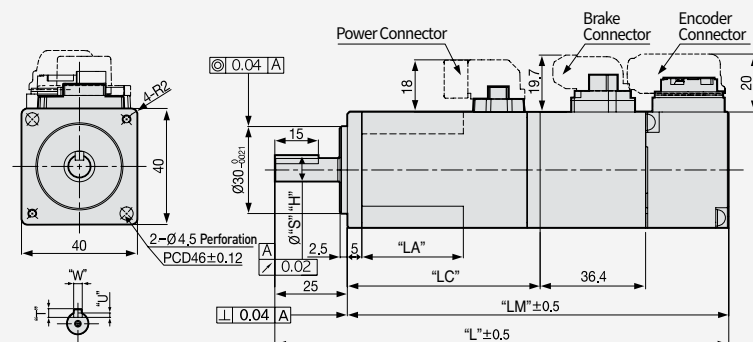 Power Connector
Brake
Connector
Encoder
Connector
◎ 0.04 A
4-R2
18
19.7
20
15
40
Ø30 0 -0021
Ø"S" "H"
40
2-Ø4.5 Perforation
PCD46±0.12
A
↗ 0.02
2.5
5
"LA"
"LC"
36.4
25
"LM"±0.5
⊥ 0.04 A
"L"±0.5
"W"
"T"
"U"